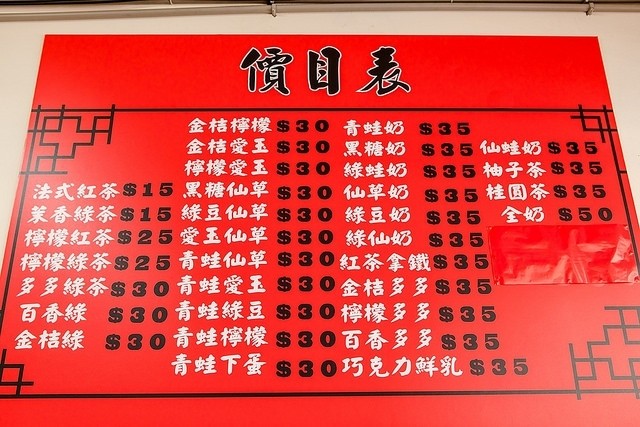 價目表
法式紅茶$15
茉香綠茶$15
檸檬紅茶$25
檸檬綠茶$25
多多綠茶$30
百香綠 $30
金桔綠 $30
金桔檸檬$30
金桔愛玉$30
檸檬愛玉$30
黑糖仙草$30
綠豆仙草$30
愛玉仙草$30
青蛙仙草$30
青蛙愛玉$30
青蛙綠豆$30
青蛙檸檬$30
青蛙下蛋$30
青蛙奶 $35
黑糖奶 $35
綠蛙奶 $35
仙草奶 $35
綠豆奶 $35
綠仙奶 $35
紅茶拿鐵$35
金桔多多$35
檸檬多多$35
百香多多$35
巧克力鮮乳$35
仙蛙奶$35
柚子茶$35
桂圓茶$35
全奶 $50